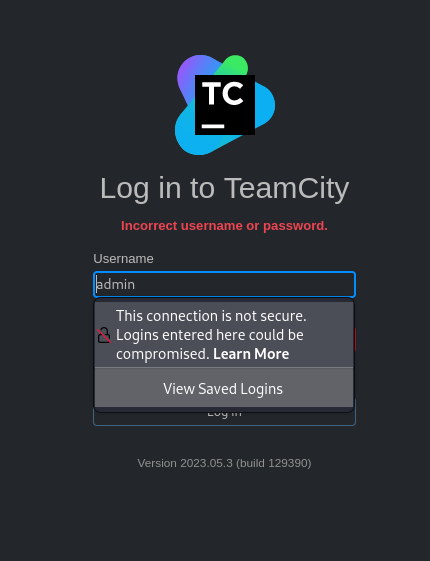 TC
Log in to TeamCity
Incorrect username or password.
Username
admin
This connection is not secure.
Logins entered here could be
compromised. Learn More
View Saved Logins
Log in
Version 2023.05.3 (build 129390)